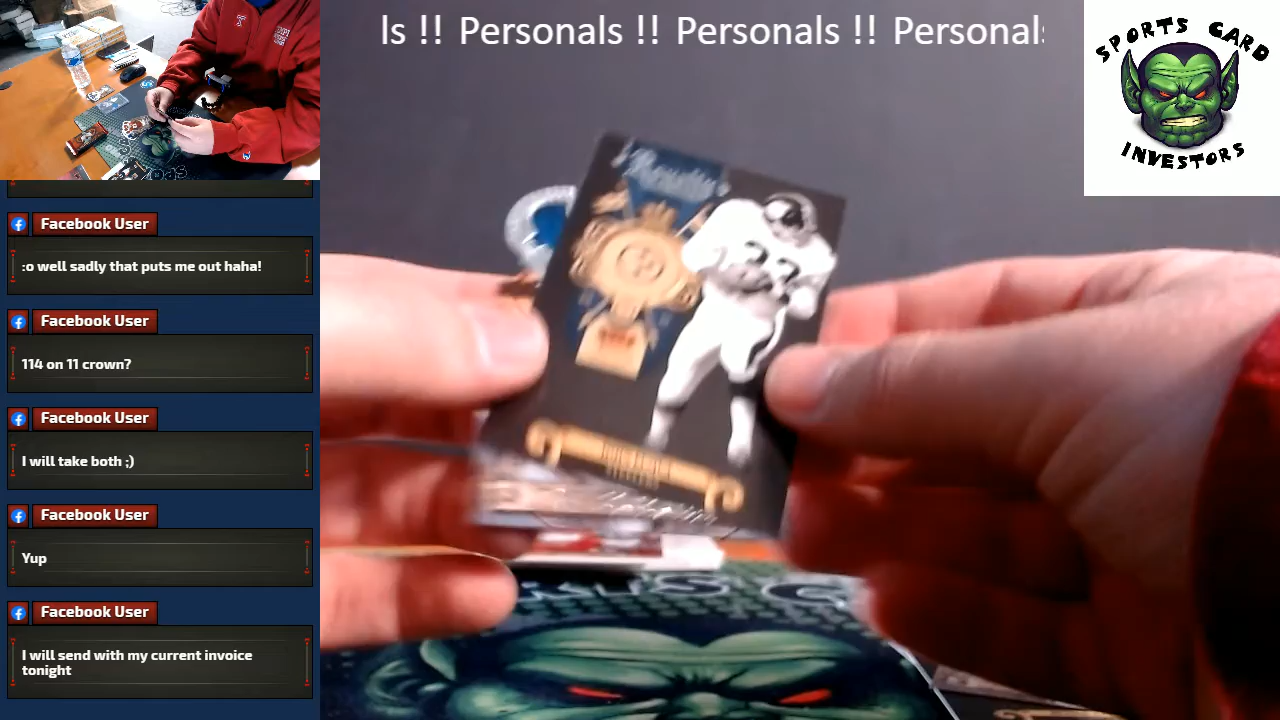 ls !! Personals !! Personals !! Personals
SPORTS CARD
INVESTORS
Facebook User
:o well sadly that puts me out haha!
Facebook User
114 on 11 crown?
Facebook User
I will take both ;)
Facebook User
Yup
Facebook User
I will send with my current invoice
tonight
Royalty